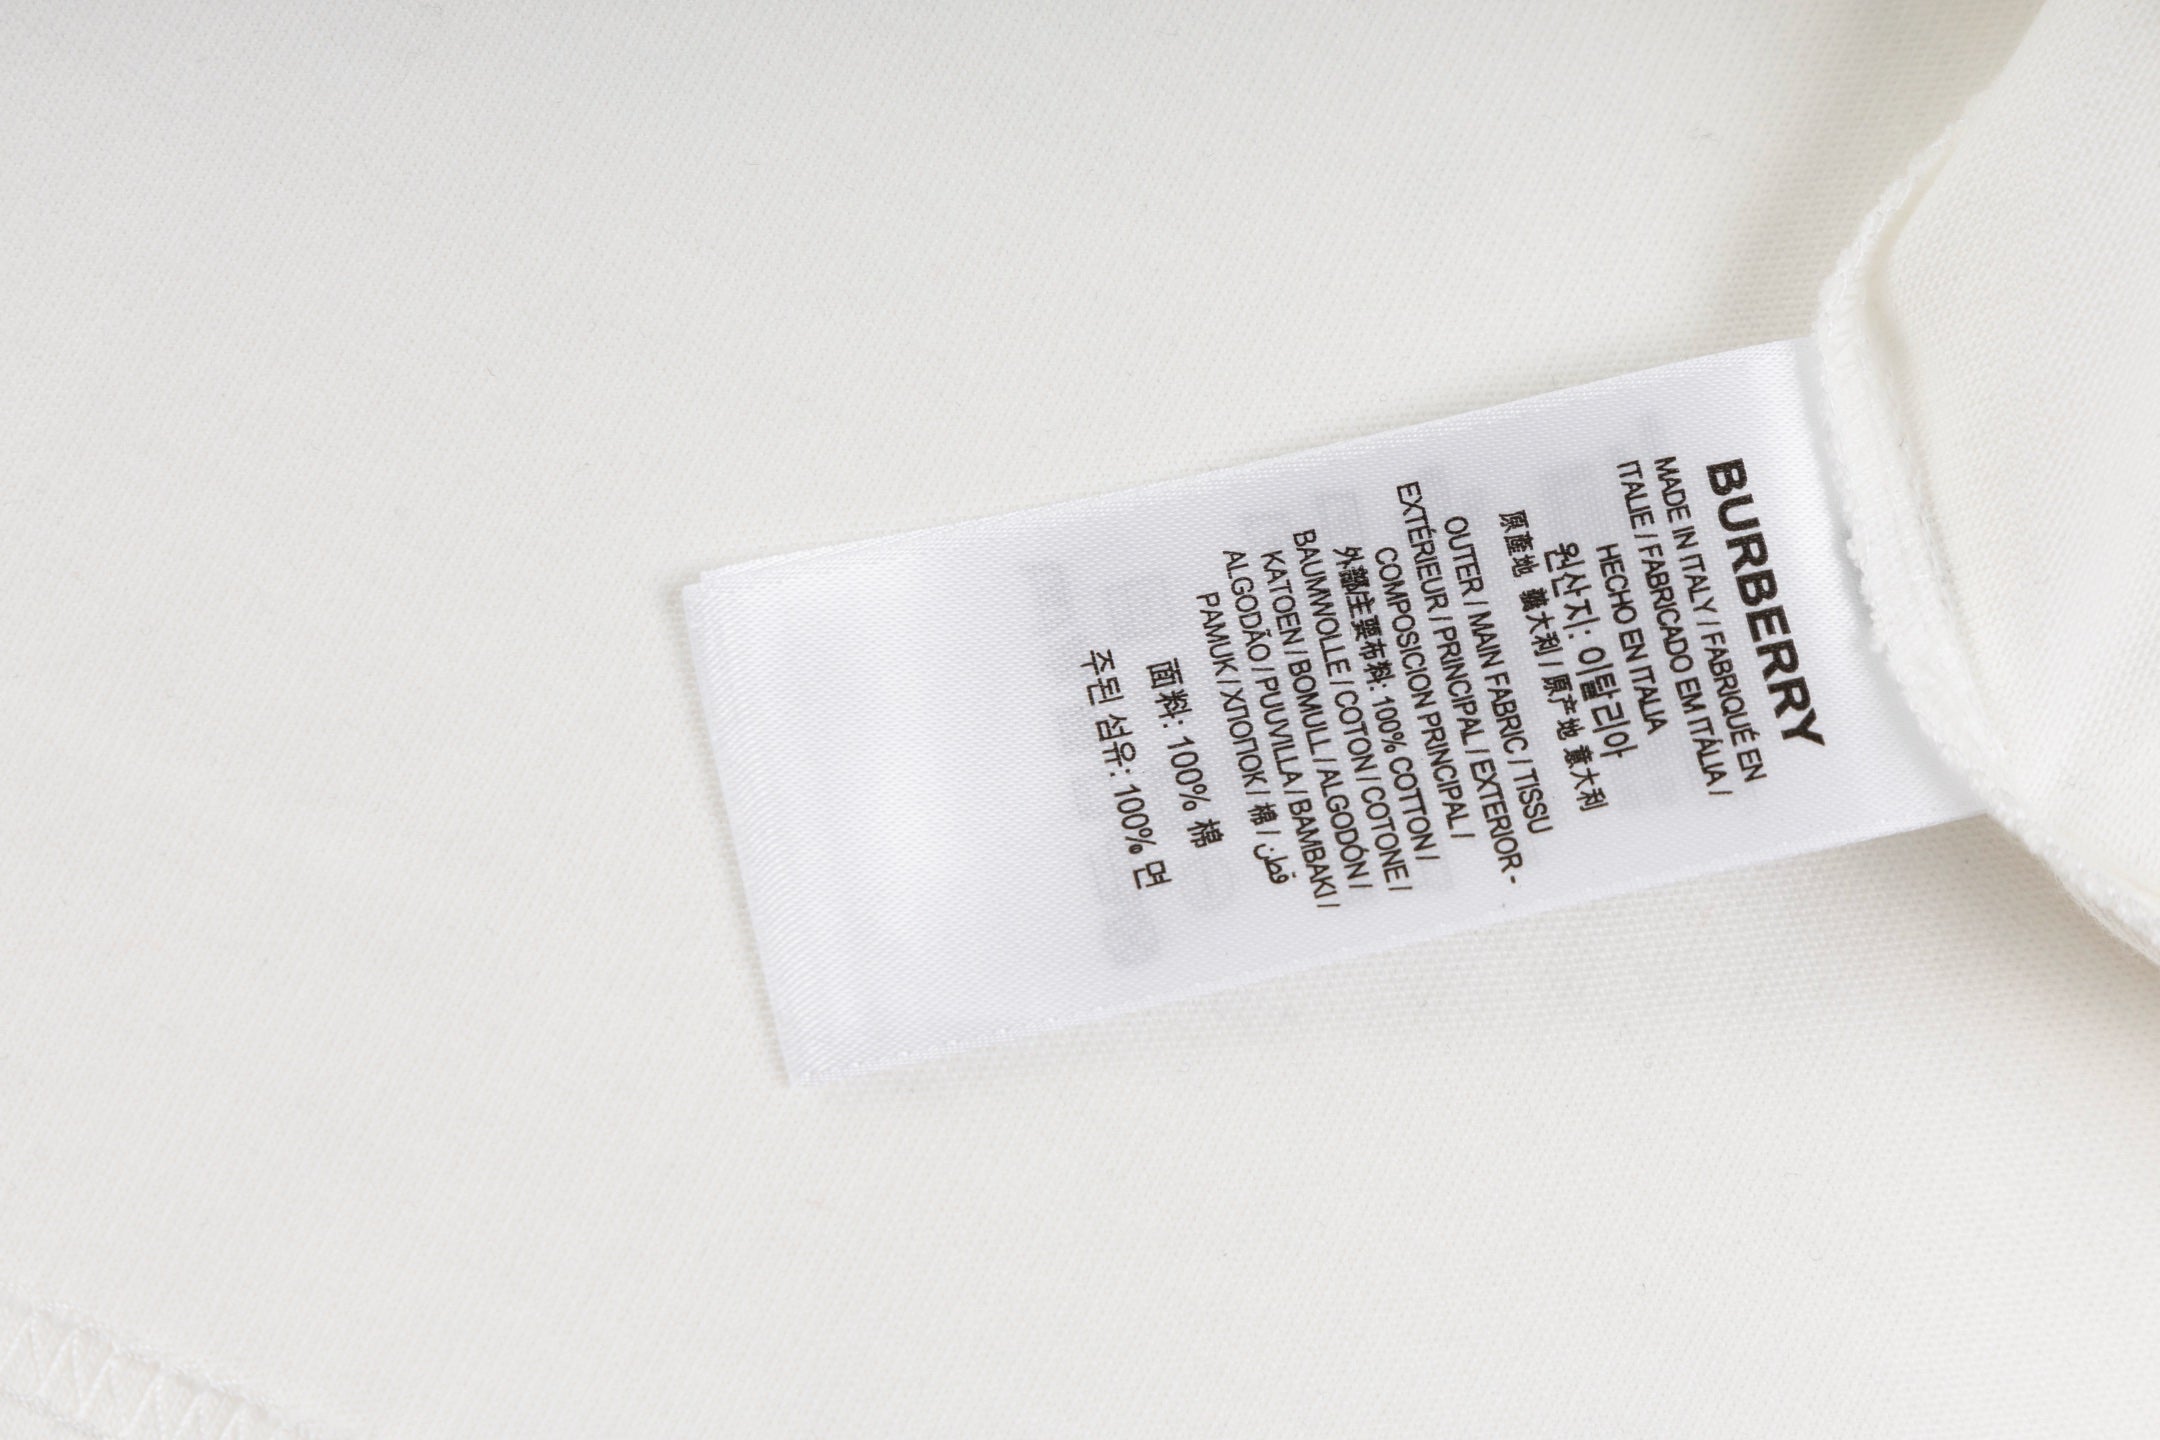 BURBERRY
MADE IN ITALY / FABRIQUÉ EN
ITALIE / FABRICADO EM ITÁLIA /
HECHO EN ITALIA
원산지: 이탈리아
原產地 義大利 / 原产地 意大利
OUTER / MAIN FABRIC / TISSU
EXTÉRIEUR / PRINCIPAL / EXTERIOR -
COMPOSICION PRINCIPAL /
外部主要布料: 100% COTTON /
BAUMWOLLE / COTON / COTONE /
KATOEN / BOMULL / ALGODÓN /
ALGODÃO / PUUVILLA / BAMBAKI /
PAMUK / ХЛОПОК / 棉 / قطن
面料: 100% 棉
주된 섬유: 100% 면